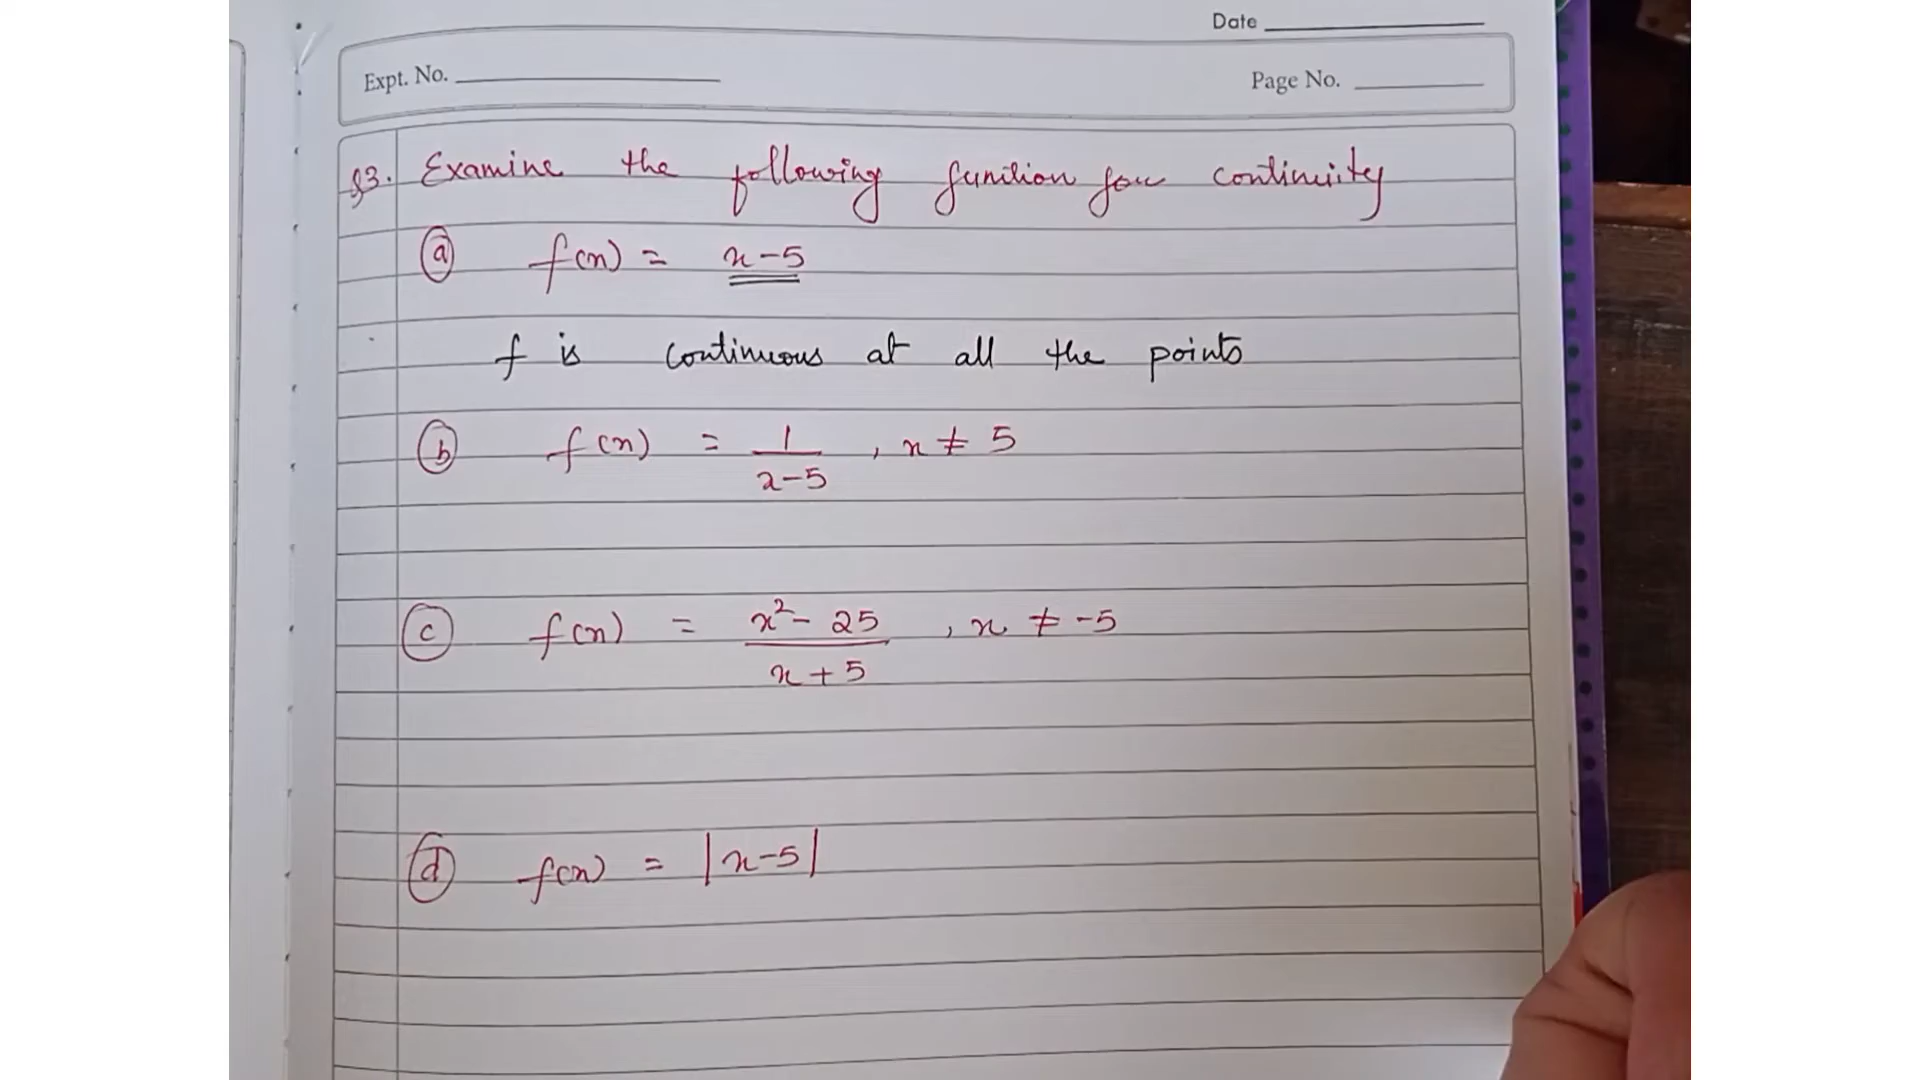 Date
Expt. No.
Page No.
Q3. Examine the following function for continuity
(a) f(x) = x-5
f is continuous at all the points
(b) f(x) = 1/(x-5) , x ≠ 5
(c) f(x) = (x²- 25)/(x + 5) , x ≠ -5
(d) f(x) = |x-5|